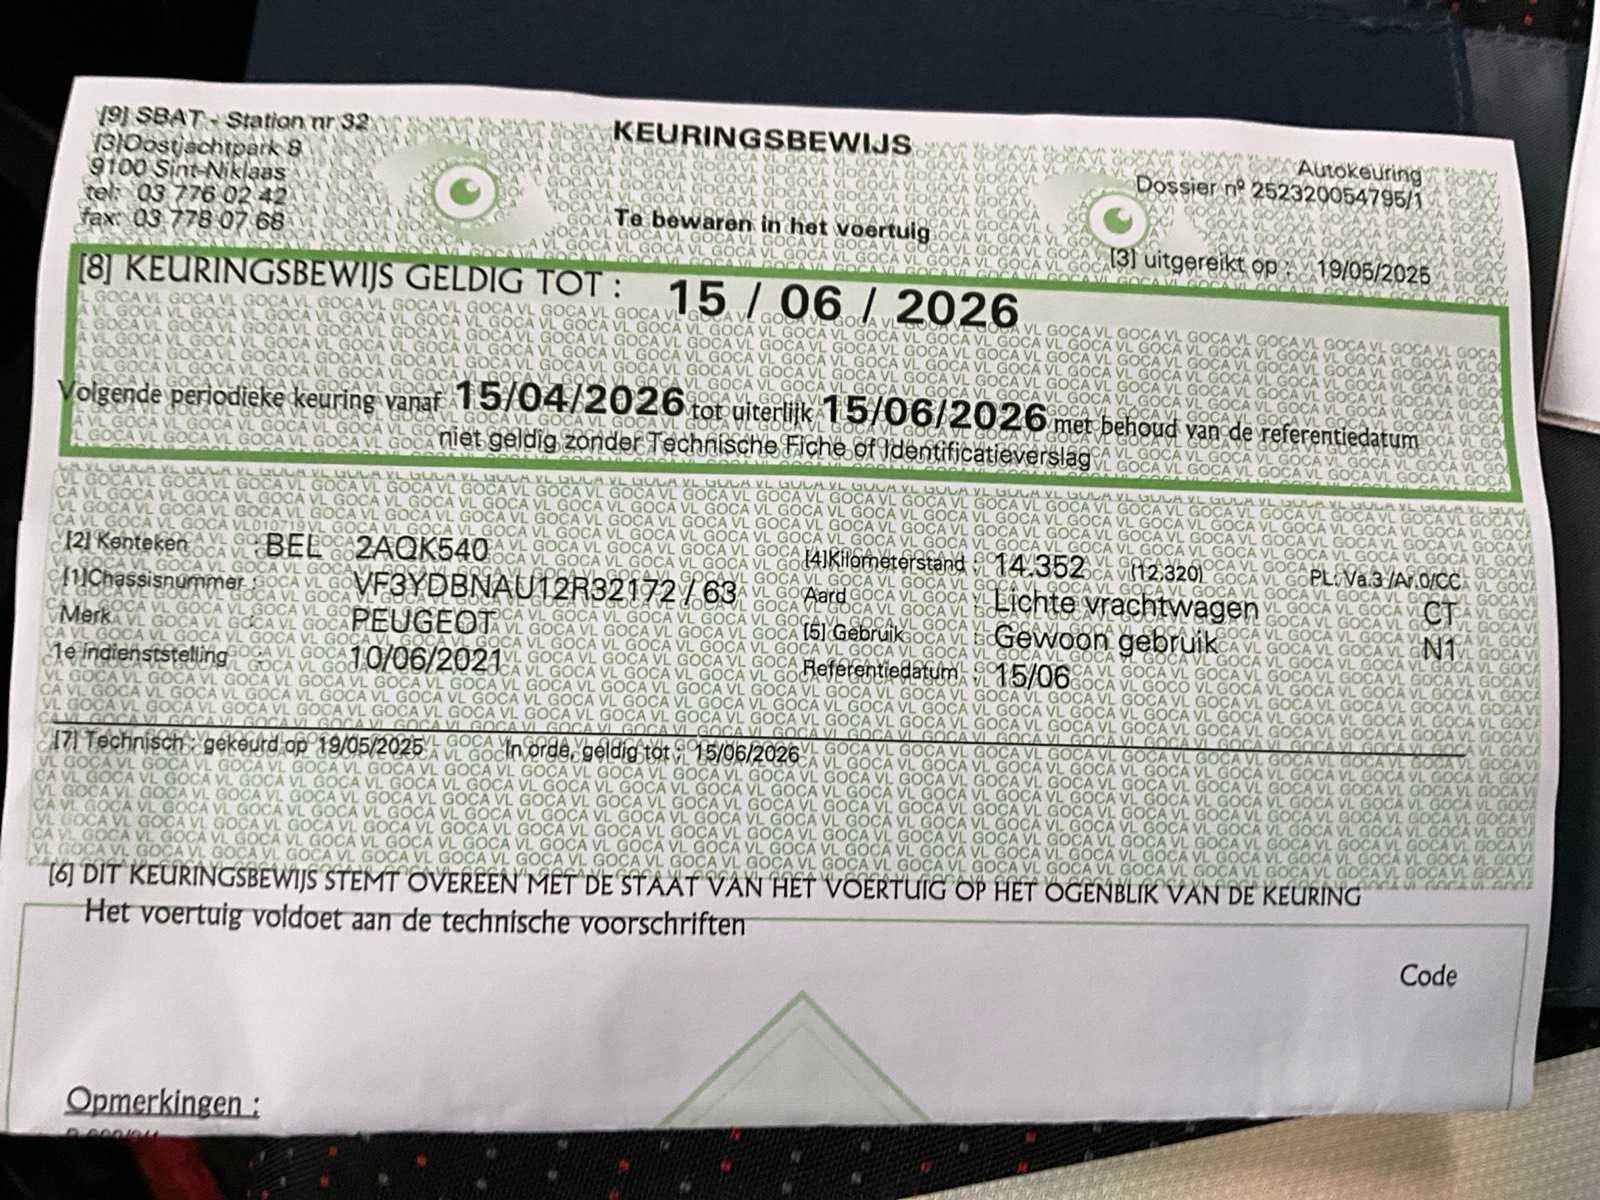 [9] SBAT - Station nr 32
[3]Oostjachtpark 8
9100 Sint-Niklaas
tel: 03 776 02 42
fax: 03 778 07 68
KEURINGSBEWIJS
Te bewaren in het voertuig
Autokeuring
Dossier nº 252320054795/1
[3] uitgereikt op : 19/05/2025
[8] KEURINGSBEWIJS GELDIG TOT : 15 / 06 / 2026
Volgende periodieke keuring vanaf 15/04/2026 tot uiterlijk 15/06/2026 met behoud van de referentiedatum
niet geldig zonder Technische Fiche of Identificatieverslag
VL010719
[2] Kenteken : BEL 2AQK540
[1]Chassisnummer : VF3YDBNAU12R32172 / 63
Merk : PEUGEOT
1e indienststelling : 10/06/2021
[4]Kilometerstand : 14.352 (12,320) PL: Va.3 /Ar.0/CC
Aard : Lichte vrachtwagen CT
[5] Gebruik : Gewoon gebruik N1
Referentiedatum : 15/06
[7] Technisch : gekeurd op 19/05/2025 In orde, geldig tot : 15/06/2026
[6] DIT KEURINGSBEWIJS STEMT OVEREEN MET DE STAAT VAN HET VOERTUIG OP HET OGENBLIK VAN DE KEURING
Het voertuig voldoet aan de technische voorschriften
Code
Opmerkingen :